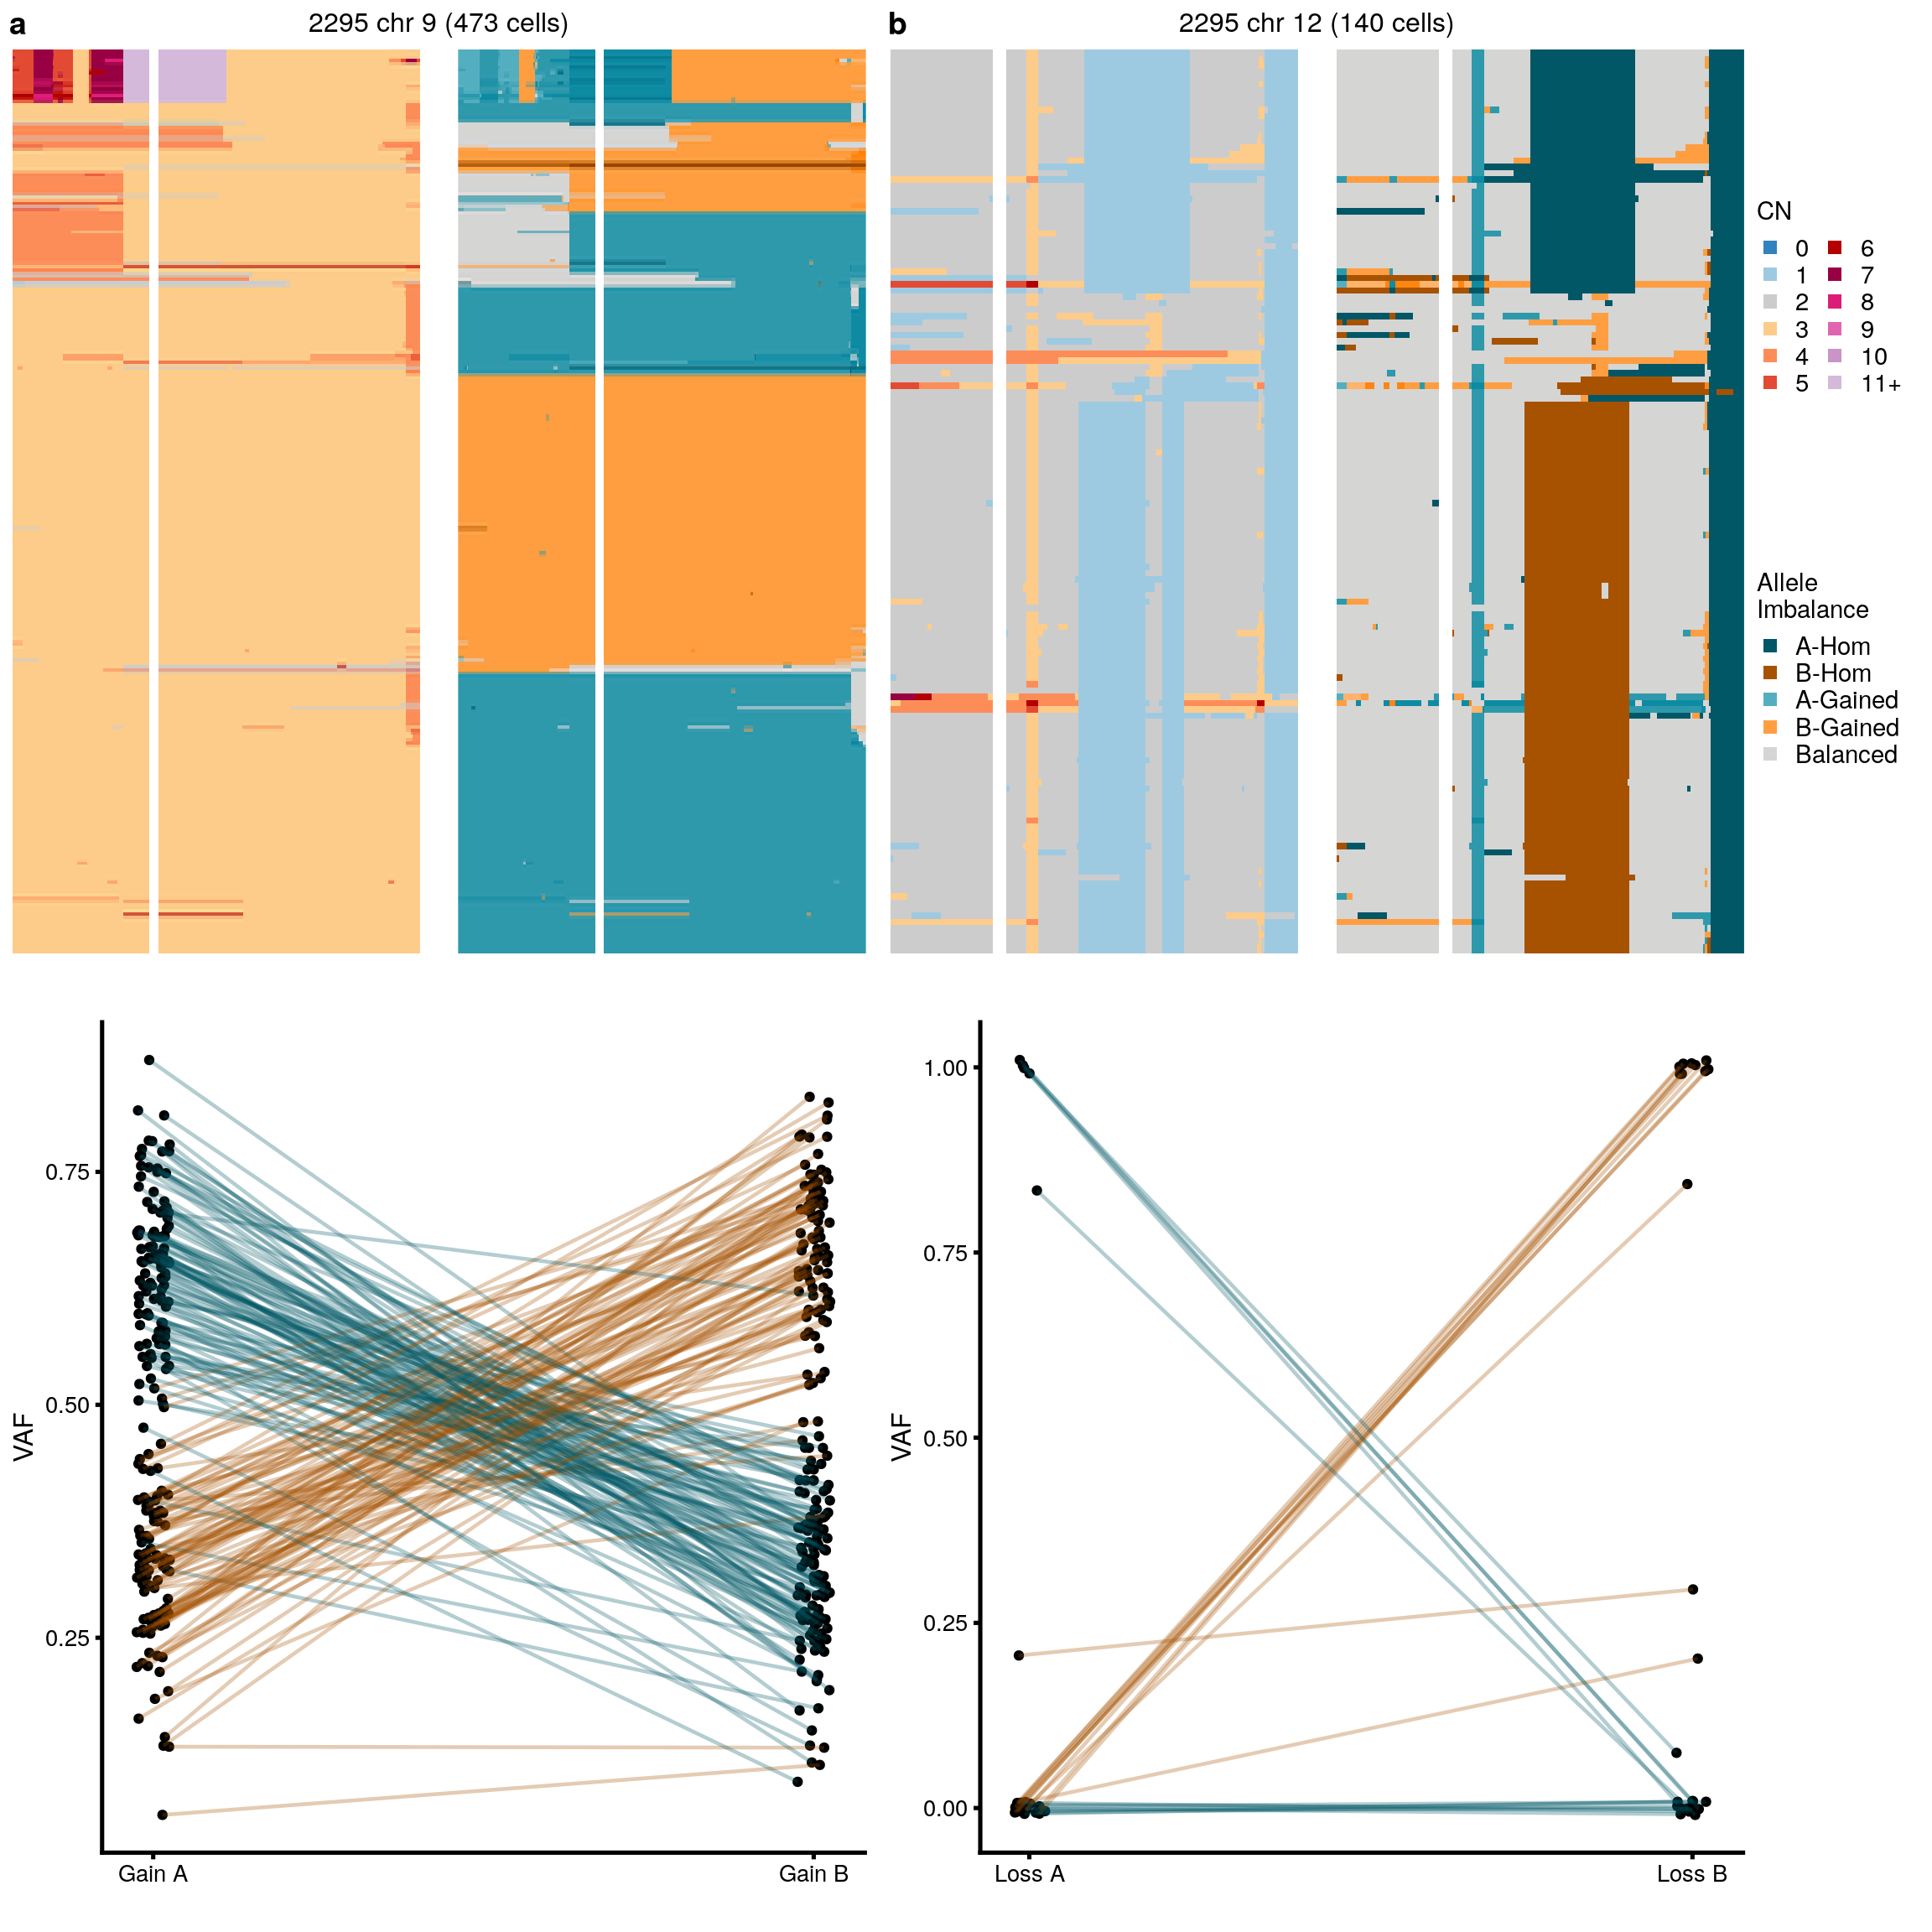 a
2295 chr 9 (473 cells)
b
2295 chr 12 (140 cells)
CN
0 6
1 7
2 8
3 9
4 10
5 11+
Allele
Imbalance
A-Hom
B-Hom
A-Gained
B-Gained
Balanced
VAF
0.75
0.50
0.25
Gain A
Gain B
VAF
1.00
0.75
0.50
0.25
0.00
Loss A
Loss B